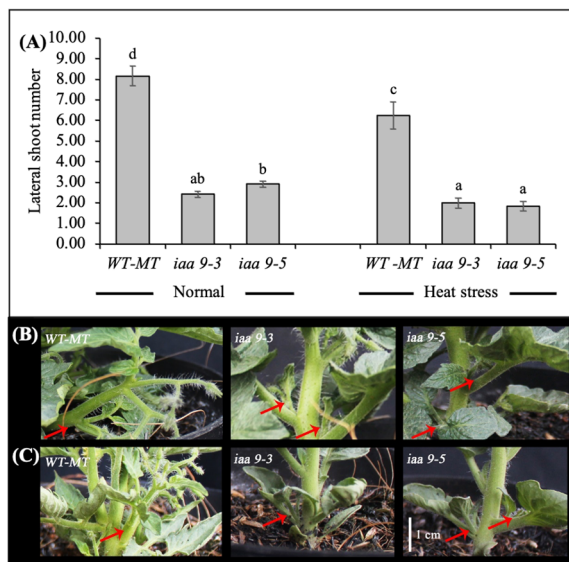 (A)
Lateral shoot number
10.00
9.00
8.00
7.00
6.00
5.00
4.00
3.00
2.00
1.00
0.00
d
ab
b
c
a
a
WT-MT iaa 9-3 iaa 9-5 WT -MT iaa 9-3 iaa 9-5
Normal Heat stress
(B) WT-MT iaa 9-3 iaa 9-5
(C) WT-MT iaa 9-3 iaa 9-5
1 cm